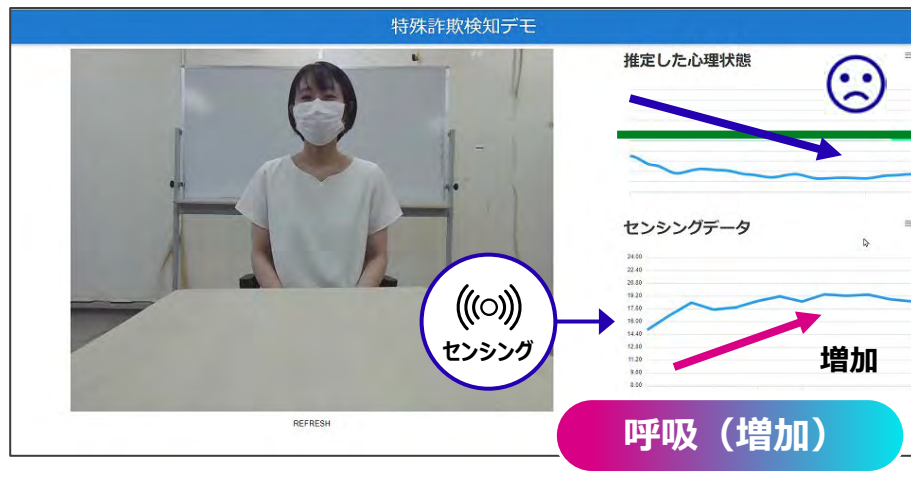 特殊詐欺検知デモ
推定した心理状態
センシングデータ
24.00
22.40
20.80
19.20
17.60
16.00
14.40
12.80
11.20
9.60
8.00
センシング
増加
REFRESH
呼吸（増加）